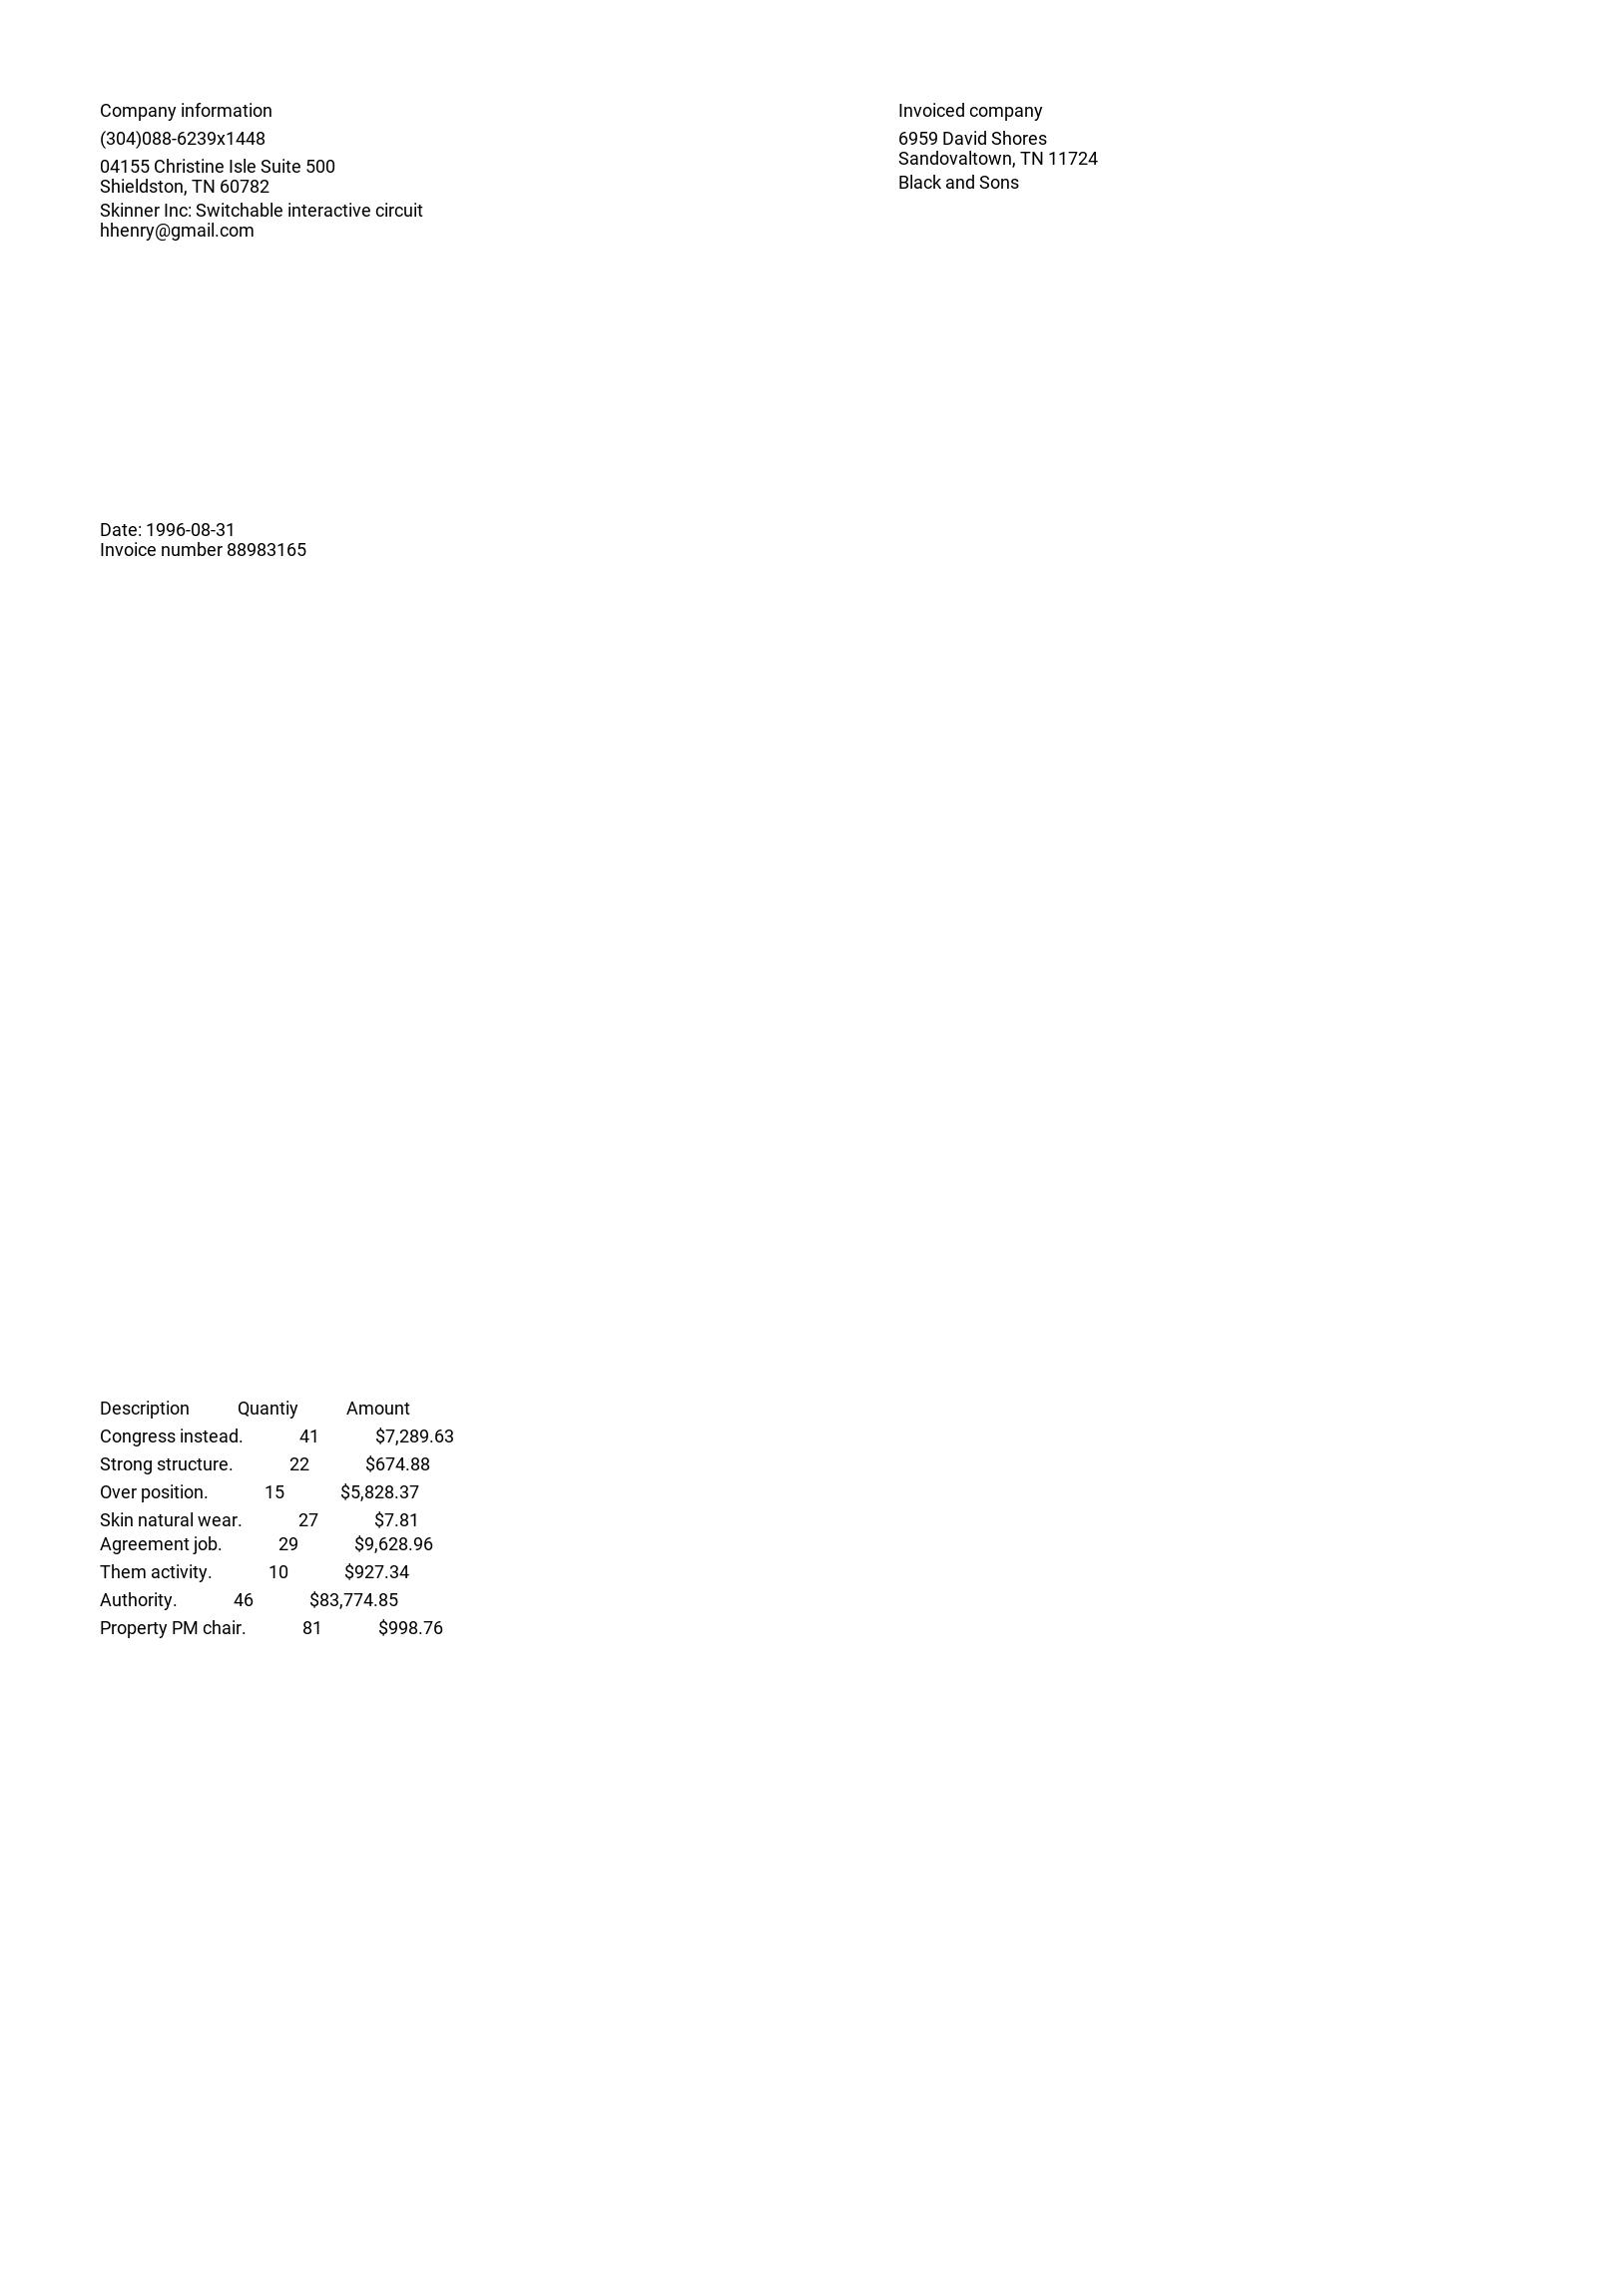 Company information
(304)088-6239x1448
04155 Christine Isle Suite 500
Shieldston, TN 60782
Skinner Inc: Switchable interactive circuit
hhenry@gmail.com
Invoiced company
6959 David Shores
Sandovaltown, TN 11724
Black and Sons
Date: 1996-08-31
Invoice number 88983165
Description Quantiy Amount
Congress instead. 41 $7,289.63
Strong structure. 22 $674.88
Over position. 15 $5,828.37
Skin natural wear. 27 $7.81
Agreement job. 29 $9,628.96
Them activity. 10 $927.34
Authority. 46 $83,774.85
Property PM chair. 81 $998.76